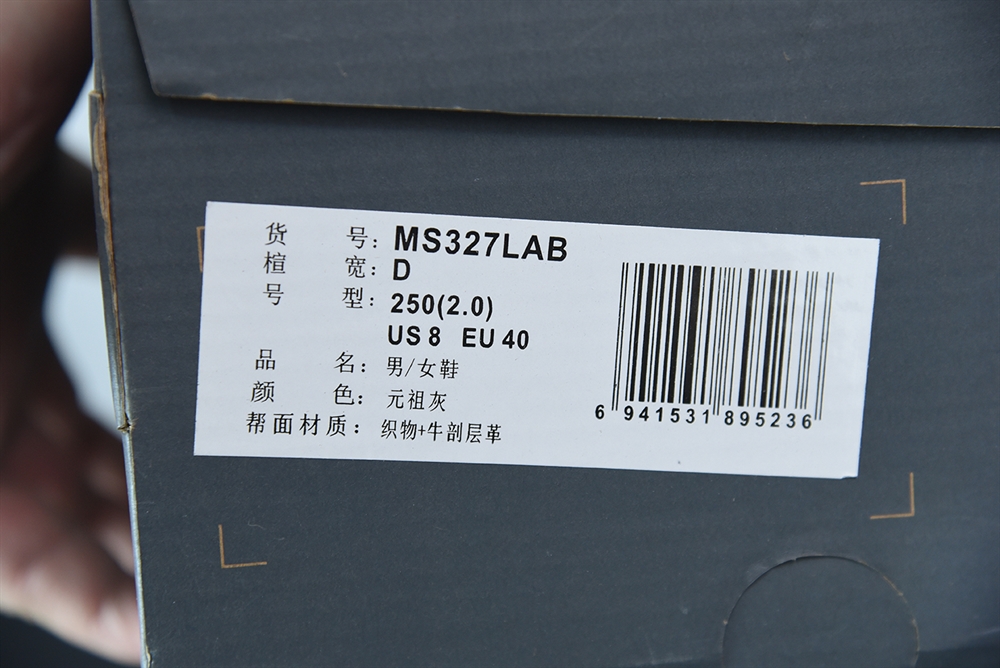 货号：MS327LAB
楦宽：D
号型：250(2.0)
US 8 EU 40
品名：男/女鞋
颜色：元祖灰
帮面材质：织物+牛剖层革
6 941531 895236